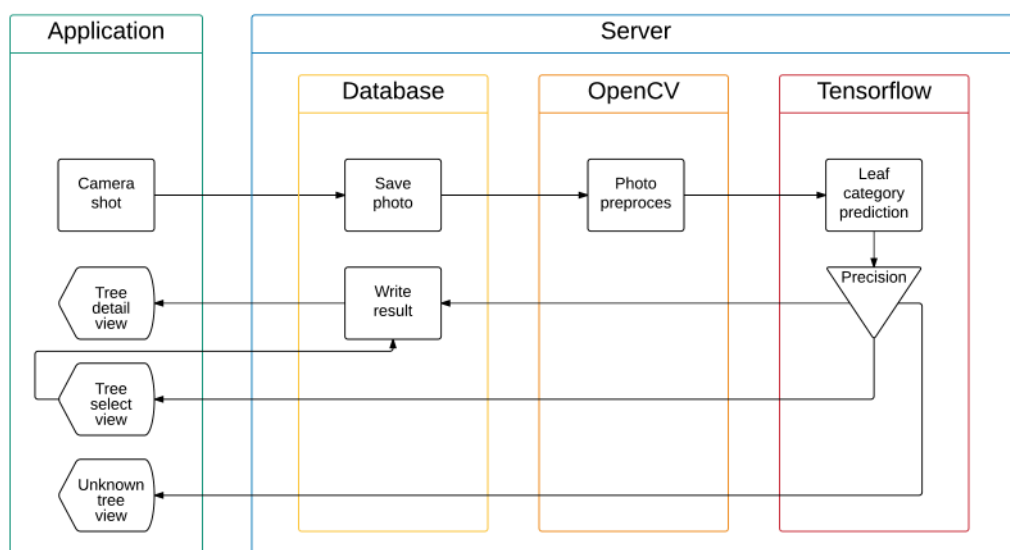 Application
Server
Database
OpenCV
Tensorflow
Camera
shot
Save
photo
Photo
preproces
Leaf
category
prediction
Tree
detail
view
Write
result
Precision
Tree
select
view
Unknown
tree
view